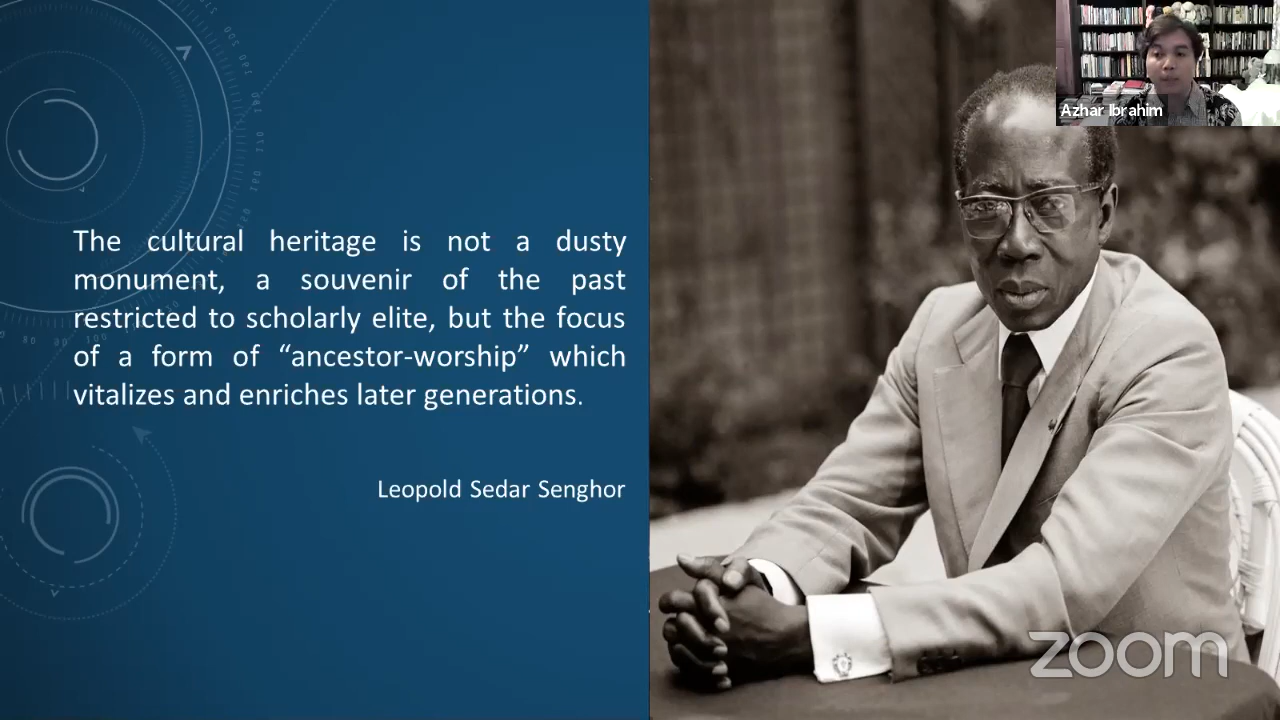 Azhar Ibrahim
The cultural heritage is not a dusty
monument, a souvenir of the past
restricted to scholarly elite, but the focus
of a form of “ancestor-worship” which
vitalizes and enriches later generations.
Leopold Sedar Senghor
zoom